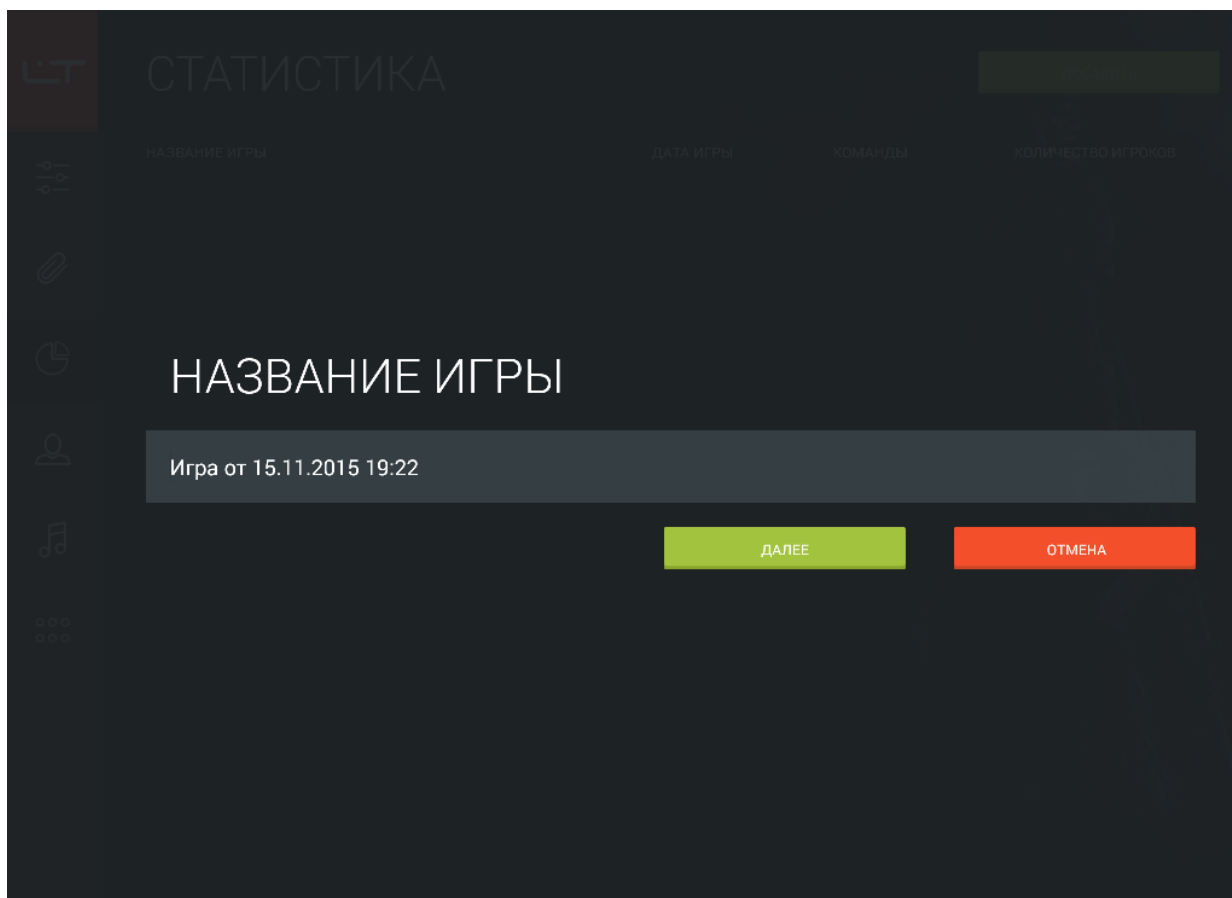 СТАТИСТИКА
НАЗВАНИЕ ИГРЫ ДАТА ИГРЫ КОМАНДЫ КОЛИЧЕСТВО ИГРОКОВ
НАЗВАНИЕ ИГРЫ
Игра от 15.11.2015 19:22
ДАЛЕЕ ОТМЕНА